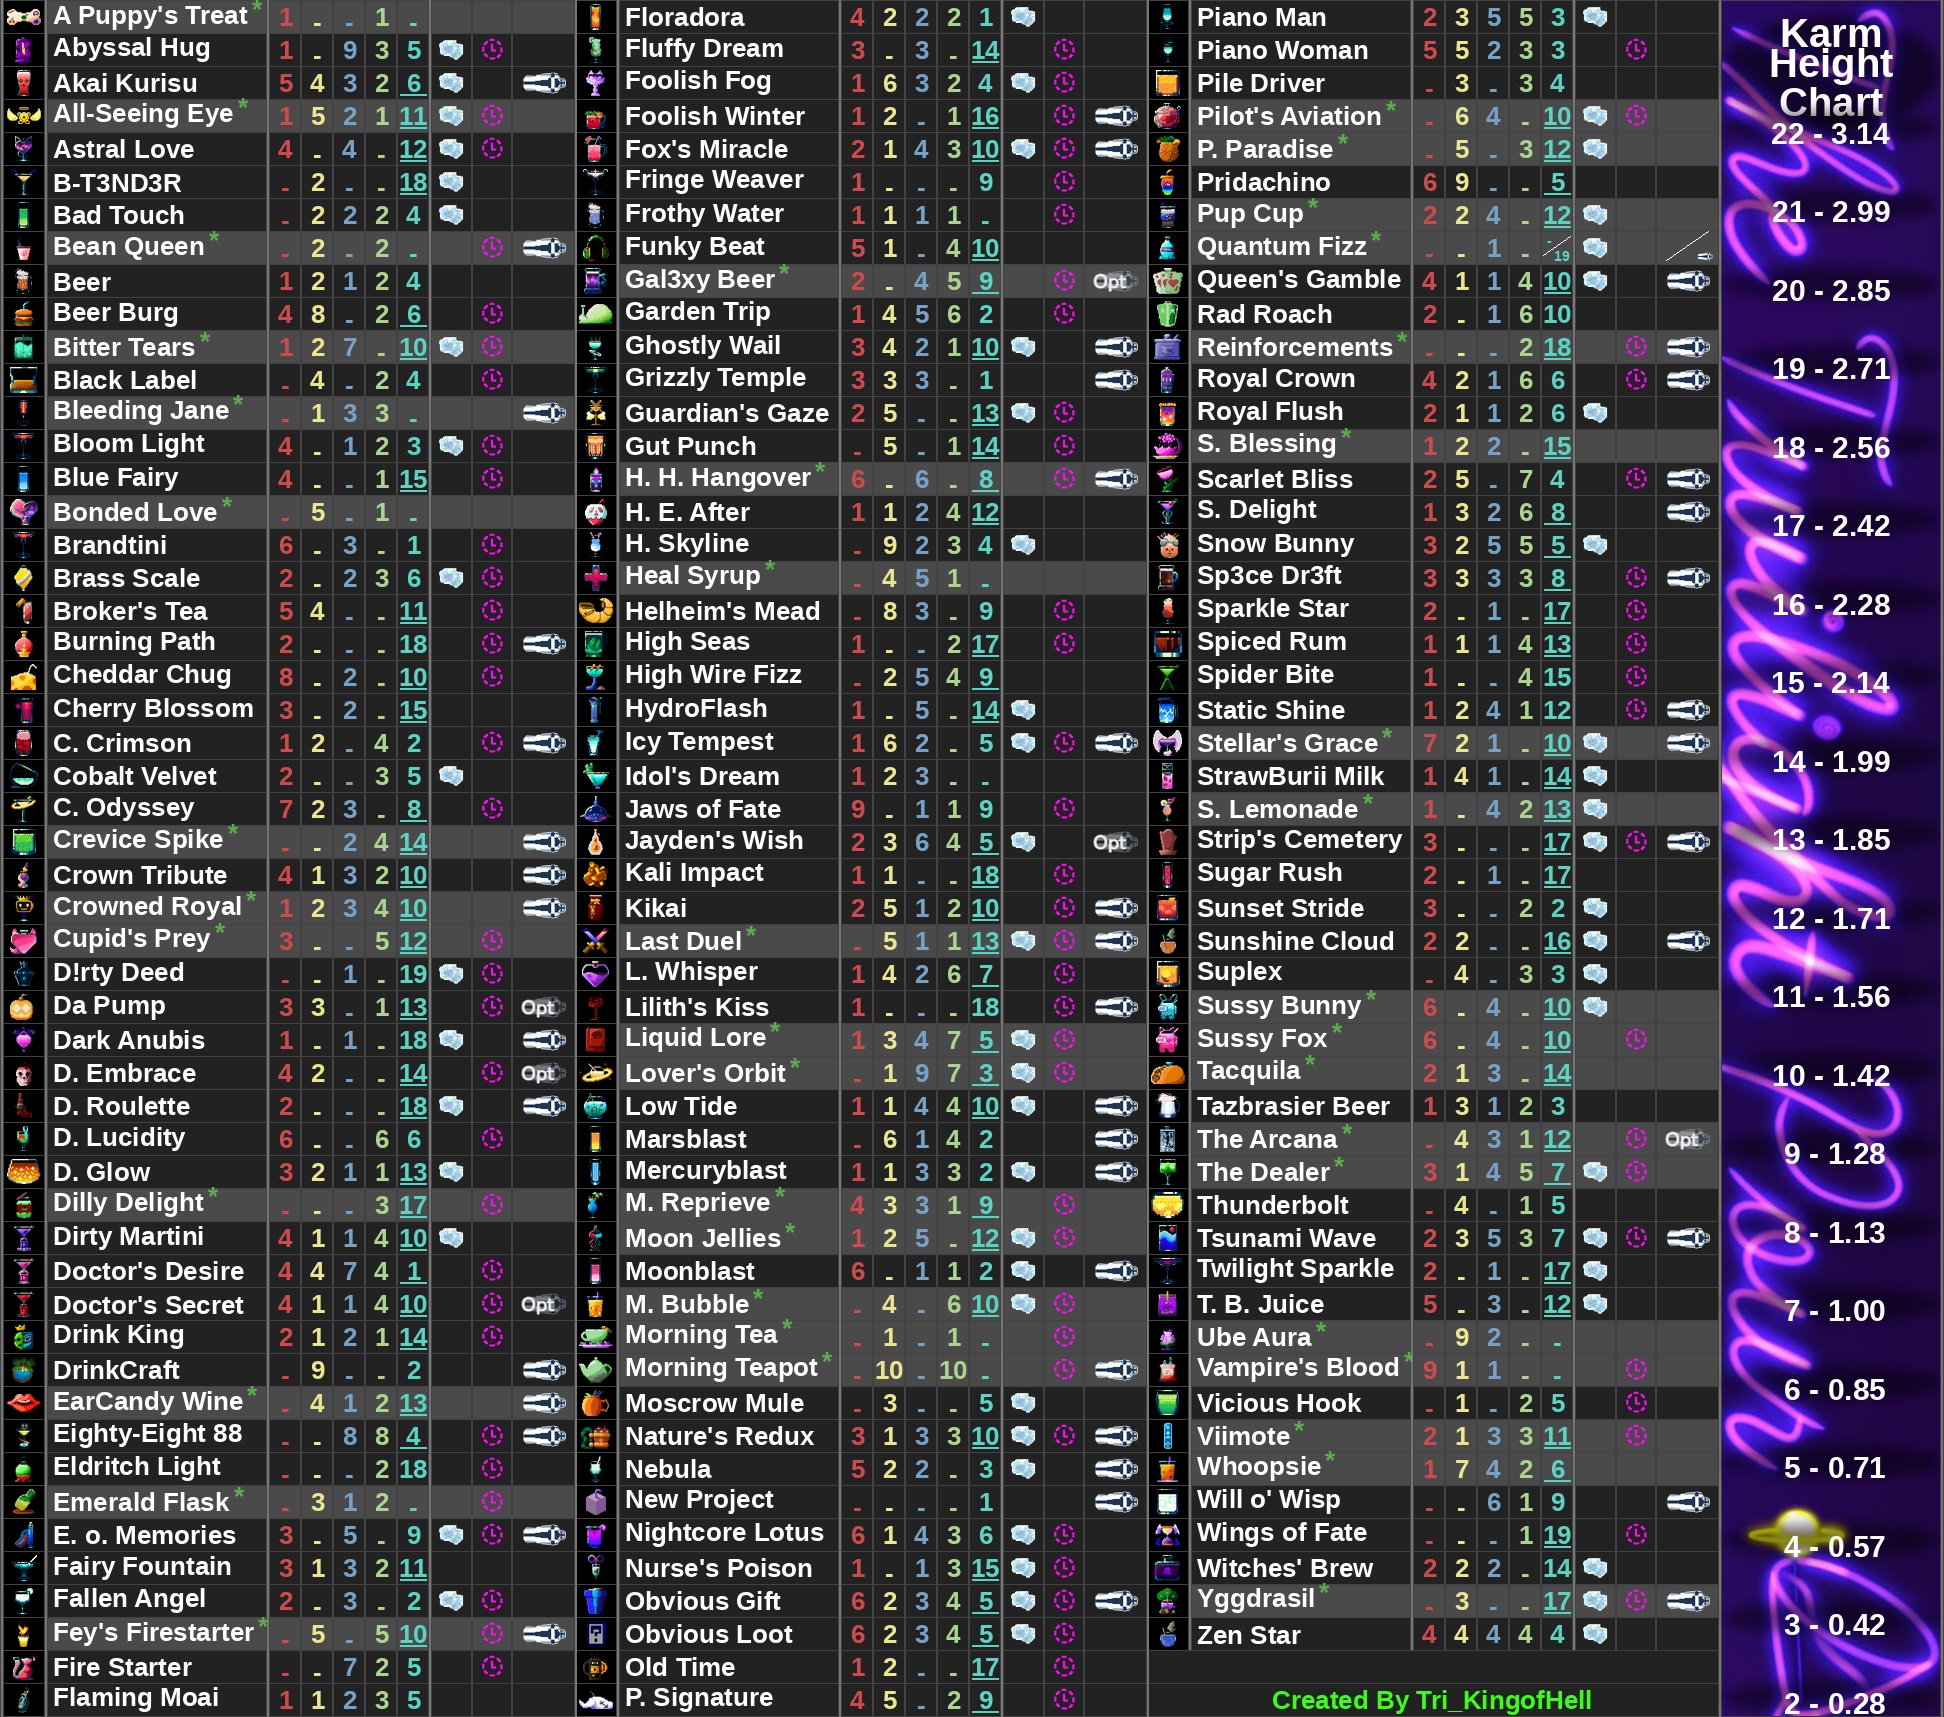 A Puppy's Treat * 1 - - 1 -
Abyssal Hug 1 - 9 3 5
Akai Kurisu 5 4 3 2 6
All-Seeing Eye * 1 5 2 1 11
Astral Love 4 - 4 - 12
B-T3ND3R - 2 - - 18
Bad Touch - 2 2 2 4
Bean Queen * - 2 - 2 -
Beer 1 2 1 2 4
Beer Burg 4 8 - 2 6
Bitter Tears * 1 2 7 - 10
Black Label - 4 - 2 4
Bleeding Jane * - 1 3 3 -
Bloom Light 4 - 1 2 3
Blue Fairy 4 - - 1 15
Bonded Love * - 5 - 1 -
Brandtini 6 - 3 - 1
Brass Scale 2 - 2 3 6
Broker's Tea 5 4 - - 11
Burning Path 2 - - - 18
Cheddar Chug 8 - 2 - 10
Cherry Blossom 3 - 2 - 15
C. Crimson 1 2 - 4 2
Cobalt Velvet 2 - - 3 5
C. Odyssey 7 2 3 - 8
Crevice Spike * - - 2 4 14
Crown Tribute 4 1 3 2 10
Crowned Royal * 1 2 3 4 10
Cupid's Prey * 3 - - 5 12
D!rty Deed - - 1 - 19
Da Pump 3 3 - 1 13 Opt
Dark Anubis 1 - 1 - 18
D. Embrace 4 2 - - 14 Opt
D. Roulette 2 - - - 18
D. Lucidity 6 - - 6 6
D. Glow 3 2 1 1 13
Dilly Delight * - - - 3 17
Dirty Martini 4 1 1 4 10
Doctor's Desire 4 4 7 4 1
Doctor's Secret 4 1 1 4 10 Opt
Drink King 2 1 2 1 14
DrinkCraft - 9 - - 2
EarCandy Wine * - 4 1 2 13
Eighty-Eight 88 - - 8 8 4
Eldritch Light - - - 2 18
Emerald Flask * - 3 1 2 -
E. o. Memories 3 - 5 - 9
Fairy Fountain 3 1 3 2 11
Fallen Angel 2 - 3 - 2
Fey's Firestarter * - 5 - 5 10
Fire Starter - - 7 2 5
Flaming Moai 1 1 2 3 5
Floradora 4 2 2 2 1
Fluffy Dream 3 - 3 - 14
Foolish Fog 1 6 3 2 4
Foolish Winter 1 2 - 1 16
Fox's Miracle 2 1 4 3 10
Fringe Weaver 1 - - - 9
Frothy Water 1 1 1 1 -
Funky Beat 5 1 - 4 10
Gal3xy Beer * 2 - 4 5 9 Opt
Garden Trip 1 4 5 6 2
Ghostly Wail 3 4 2 1 10
Grizzly Temple 3 3 3 - 1
Guardian's Gaze 2 5 - - 13
Gut Punch - 5 - 1 14
H. H. Hangover * 6 - 6 - 8
H. E. After 1 1 2 4 12
H. Skyline - 9 2 3 4
Heal Syrup * - 4 5 1 -
Helheim's Mead - 8 3 - 9
High Seas 1 - - 2 17
High Wire Fizz - 2 5 4 9
HydroFlash 1 - 5 - 14
Icy Tempest 1 6 2 - 5
Idol's Dream 1 2 3 - -
Jaws of Fate 9 - 1 1 9
Jayden's Wish 2 3 6 4 5 Opt
Kali Impact 1 1 - - 18
Kikai 2 5 1 2 10
Last Duel * - 5 1 1 13
L. Whisper 1 4 2 6 7
Lilith's Kiss 1 - - - 18
Liquid Lore * 1 3 4 7 5
Lover's Orbit * - 1 9 7 3
Low Tide 1 1 4 4 10
Marsblast - 6 1 4 2
Mercuryblast 1 1 3 3 2
M. Reprieve * 4 3 3 1 9
Moon Jellies * 1 2 5 - 12
Moonblast 6 - 1 1 2
M. Bubble * - 4 - 6 10
Morning Tea * - 1 - 1 -
Morning Teapot * - 10 - 10 -
Moscrow Mule - 3 - - 5
Nature's Redux 3 1 3 3 10
Nebula 5 2 2 - 3
New Project - - - - 1
Nightcore Lotus 6 1 4 3 6
Nurse's Poison 1 - 1 3 15
Obvious Gift 6 2 3 4 5
Obvious Loot 6 2 3 4 5
Old Time 1 2 - - 17
P. Signature 4 5 - 2 9
Piano Man 2 3 5 5 3
Piano Woman 5 5 2 3 3
Pile Driver - 3 - 3 4
Pilot's Aviation * - 6 4 - 10
P. Paradise * - 5 - 3 12
Pridachino 6 9 - - 5
Pup Cup * 2 2 4 - 12
Quantum Fizz * - - 1 - -/19
Queen's Gamble 4 1 1 4 10
Rad Roach 2 - 1 6 10
Reinforcements * - - - 2 18
Royal Crown 4 2 1 6 6
Royal Flush 2 1 1 2 6
S. Blessing * 1 2 2 - 15
Scarlet Bliss 2 5 - 7 4
S. Delight 1 3 2 6 8
Snow Bunny 3 2 5 5 5
Sp3ce Dr3ft 3 3 3 3 8
Sparkle Star 2 - 1 - 17
Spiced Rum 1 1 1 4 13
Spider Bite 1 - - 4 15
Static Shine 1 2 4 1 12
Stellar's Grace * 7 2 1 - 10
StrawBurii Milk 1 4 1 - 14
S. Lemonade * 1 - 4 2 13
Strip's Cemetery 3 - - - 17
Sugar Rush 2 - 1 - 17
Sunset Stride 3 - - 2 2
Sunshine Cloud 2 2 - - 16
Suplex - 4 - 3 3
Sussy Bunny * 6 - 4 - 10
Sussy Fox * 6 - 4 - 10
Tacquila * 2 1 3 - 14
Tazbrasier Beer 1 3 1 2 3
The Arcana * - 4 3 1 12 Opt
The Dealer * 3 1 4 5 7
Thunderbolt - 4 - 1 5
Tsunami Wave 2 3 5 3 7
Twilight Sparkle 2 - 1 - 17
T. B. Juice 5 - 3 - 12
Ube Aura * - 9 2 - -
Vampire's Blood * 9 1 1 - -
Vicious Hook - 1 - 2 5
Viimote * 2 1 3 3 11
Whoopsie * 1 7 4 2 6
Will o' Wisp - - 6 1 9
Wings of Fate - - - 1 19
Witches' Brew 2 2 2 - 14
Yggdrasil * - 3 - - 17
Zen Star 4 4 4 4 4
Created By Tri_KingofHell
Karm
Height
Chart
22 - 3.14
21 - 2.99
20 - 2.85
19 - 2.71
18 - 2.56
17 - 2.42
16 - 2.28
15 - 2.14
14 - 1.99
13 - 1.85
12 - 1.71
11 - 1.56
10 - 1.42
9 - 1.28
8 - 1.13
7 - 1.00
6 - 0.85
5 - 0.71
4 - 0.57
3 - 0.42
2 - 0.28
The Twilight Pour